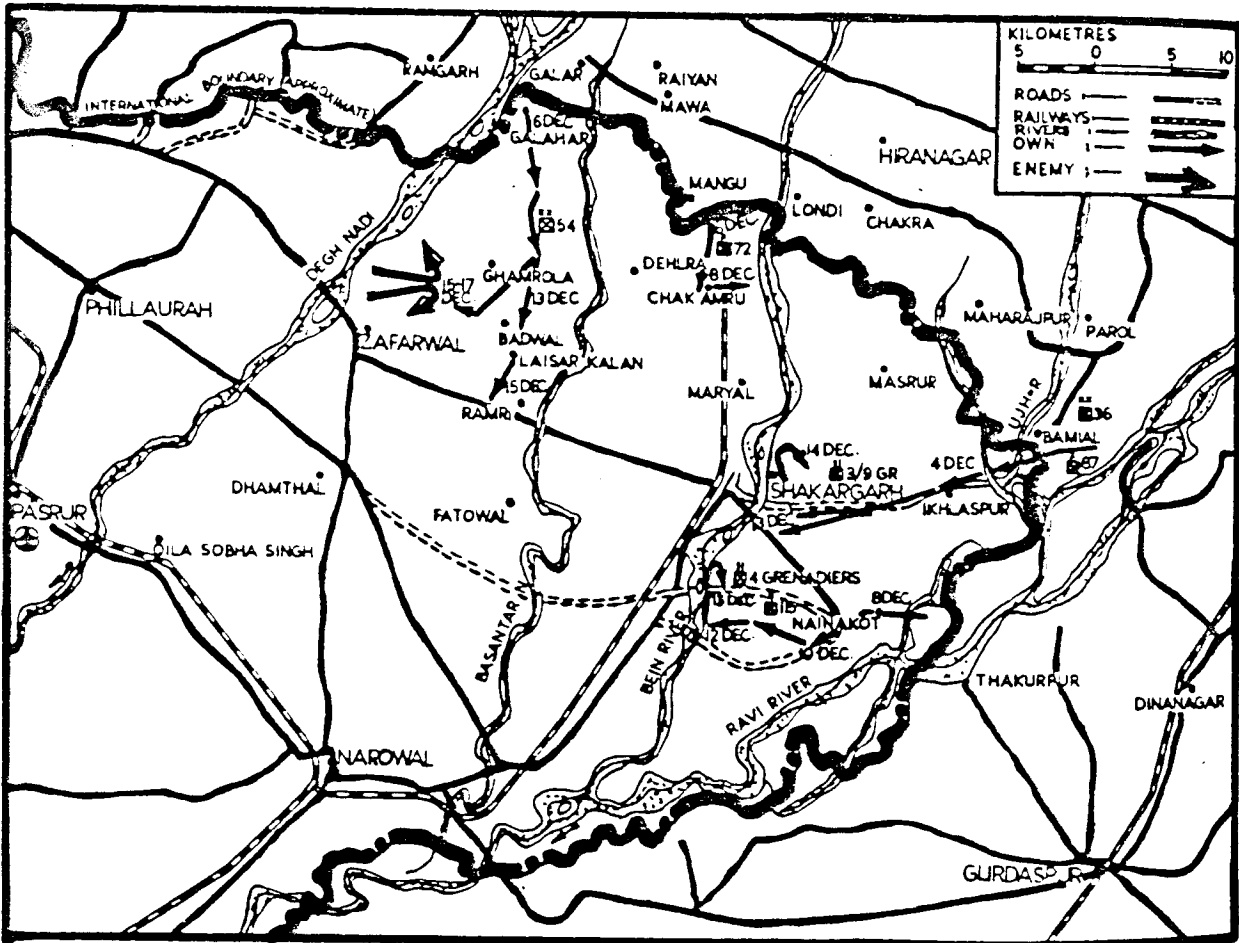 KILOMETRES
5 0 5 10
ROADS
RAILWAYS
RIVERS
OWN
ENEMY
INTERNATIONAL BOUNDARY (APPROXIMATE)
RAMGARH
GALAR
RAIYAN
MAWA
6 DEC
GALAHAR
HIRANAGAR
MANGU
LONDI
CHAKRA
DEC
54
72
DEGH NADI
GHAMROLA
DEHLRA
8 DEC
15-17
DEC.
13 DEC
CHAK AMRU
PHILLAURAH
MAHARAJPUR
PAROL
ZAFARWAL
BADWAL
LAISAR KALAN
15 DEC.
MARYAL
MASRUR
RAMRI
UJH R
36
BAMIAL
14 DEC.
4 DEC
87
3/9 GR
DHAMTHAL
SHAKARGARH
FATOWAL
IKHLASPUR
PASRUR
DEC
QILA SOBHA SINGH
4 GRENADIERS
13 DEC
8 DEC.
NAINAKOT
12 DEC.
DEC.
BASANTAR
BEIN RIVER
RAVI RIVER
THAKURPUR
DINANAGAR
NAROWAL
GURDASPUR